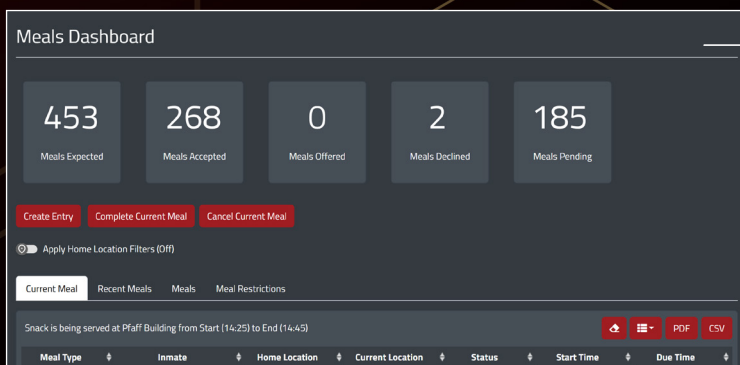 Meals Dashboard
453 268 0 2 185
Meals Expected Meals Accepted Meals Offered Meals Declined Meals Pending
Create Entry Complete Current Meal Cancel Current Meal
Apply Home Location Filters (Off)
Current Meal Recent Meals Meals Meal Restrictions
Snack is being served at Pfaff Building from Start (14:25) to End (14:45) PDF CSV
Meal Type Inmate Home Location Current Location Status Start Time Due Time